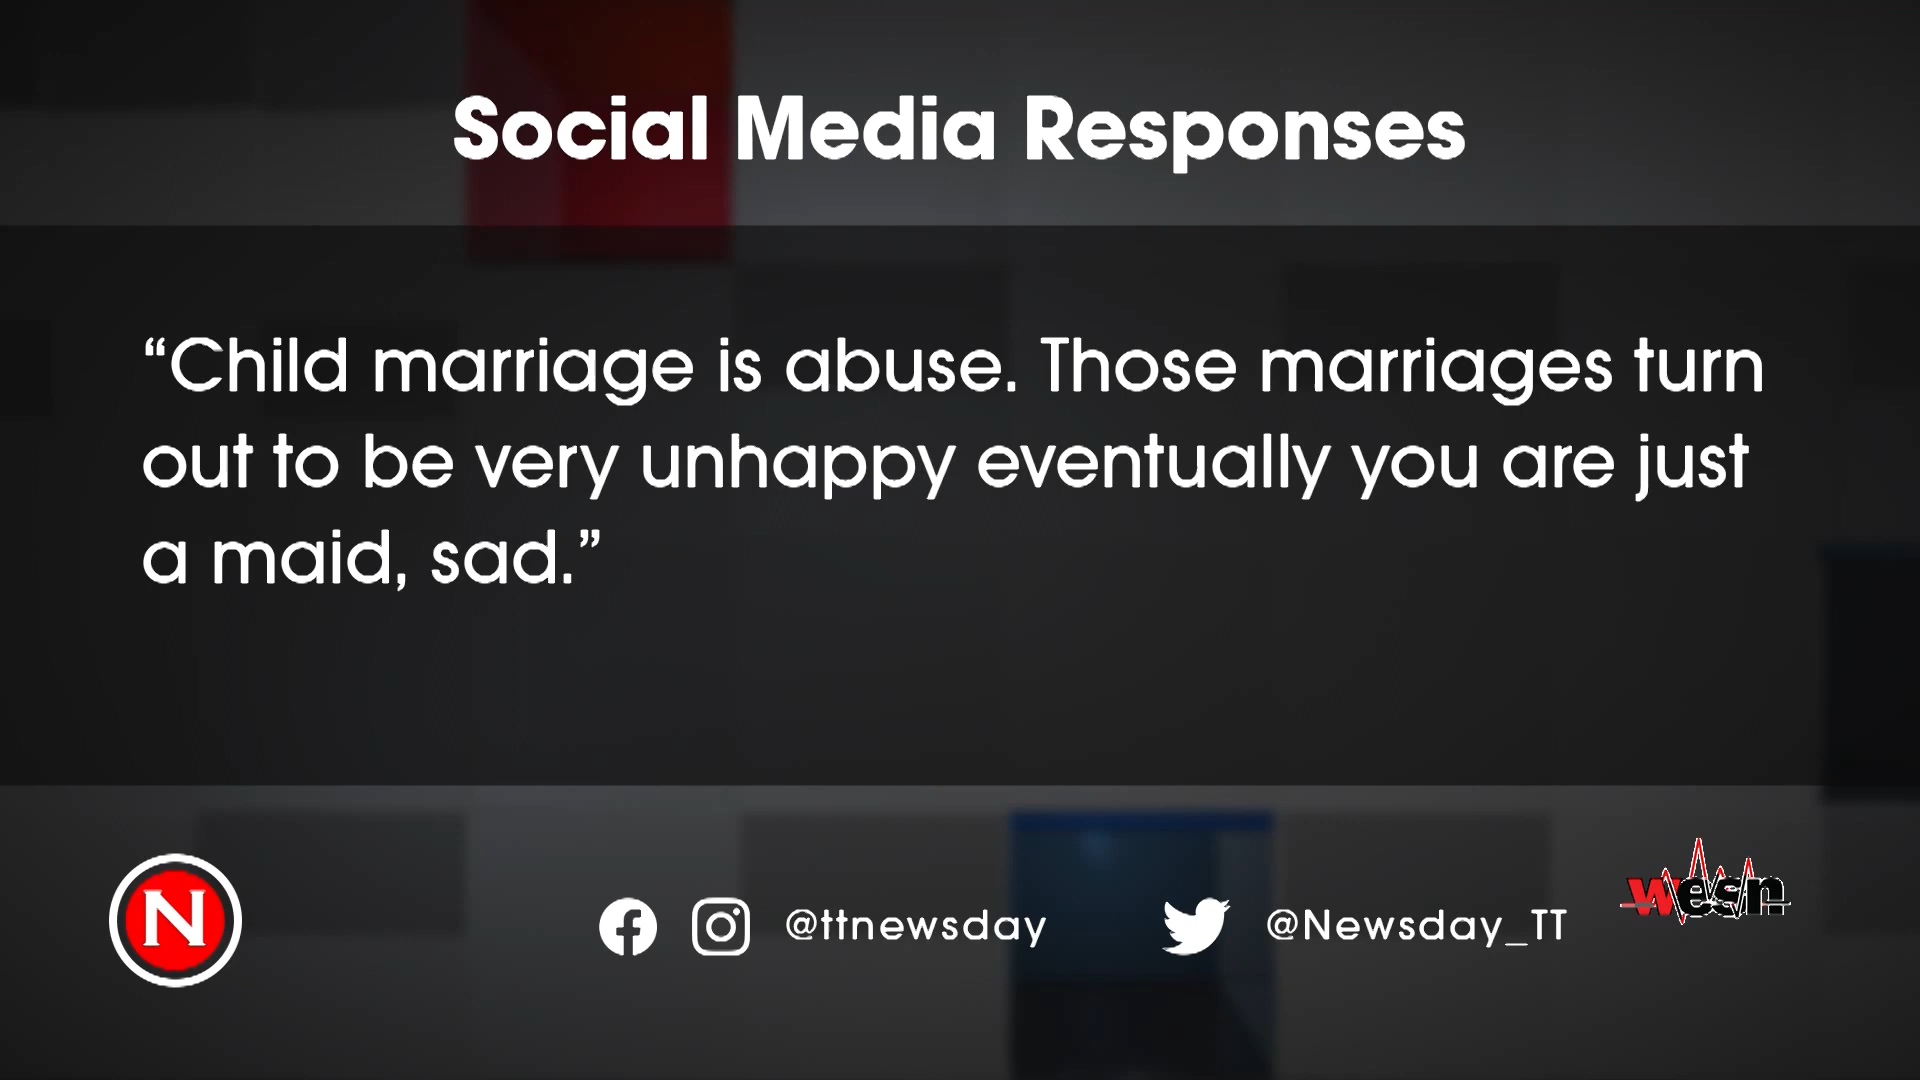 Social Media Responses
“Child marriage is abuse. Those marriages turn
out to be very unhappy eventually you are just
a maid, sad.”
N
@ttnewsday
@Newsday_TT
wesn